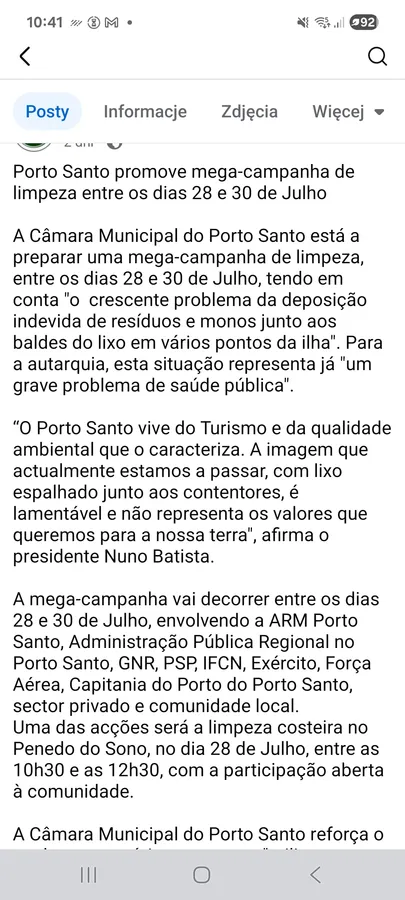 10:41
92
Posty Informacje Zdjęcia Więcej
Porto Santo promove mega-campanha de
limpeza entre os dias 28 e 30 de Julho
A Câmara Municipal do Porto Santo está a
preparar uma mega-campanha de limpeza,
entre os dias 28 e 30 de Julho, tendo em
conta "o  crescente problema da deposição
indevida de resíduos e monos junto aos
baldes do lixo em vários pontos da ilha". Para
a autarquia, esta situação representa já "um
grave problema de saúde pública".
“O Porto Santo vive do Turismo e da qualidade
ambiental que o caracteriza. A imagem que
actualmente estamos a passar, com lixo
espalhado junto aos contentores, é
lamentável e não representa os valores que
queremos para a nossa terra", afirma o
presidente Nuno Batista.
A mega-campanha vai decorrer entre os dias
28 e 30 de Julho, envolvendo a ARM Porto
Santo, Administração Pública Regional no
Porto Santo, GNR, PSP, IFCN, Exército, Força
Aérea, Capitania do Porto do Porto Santo,
sector privado e comunidade local.
Uma das acções será a limpeza costeira no
Penedo do Sono, no dia 28 de Julho, entre as
10h30 e as 12h30, com a participação aberta
à comunidade.
A Câmara Municipal do Porto Santo reforça o